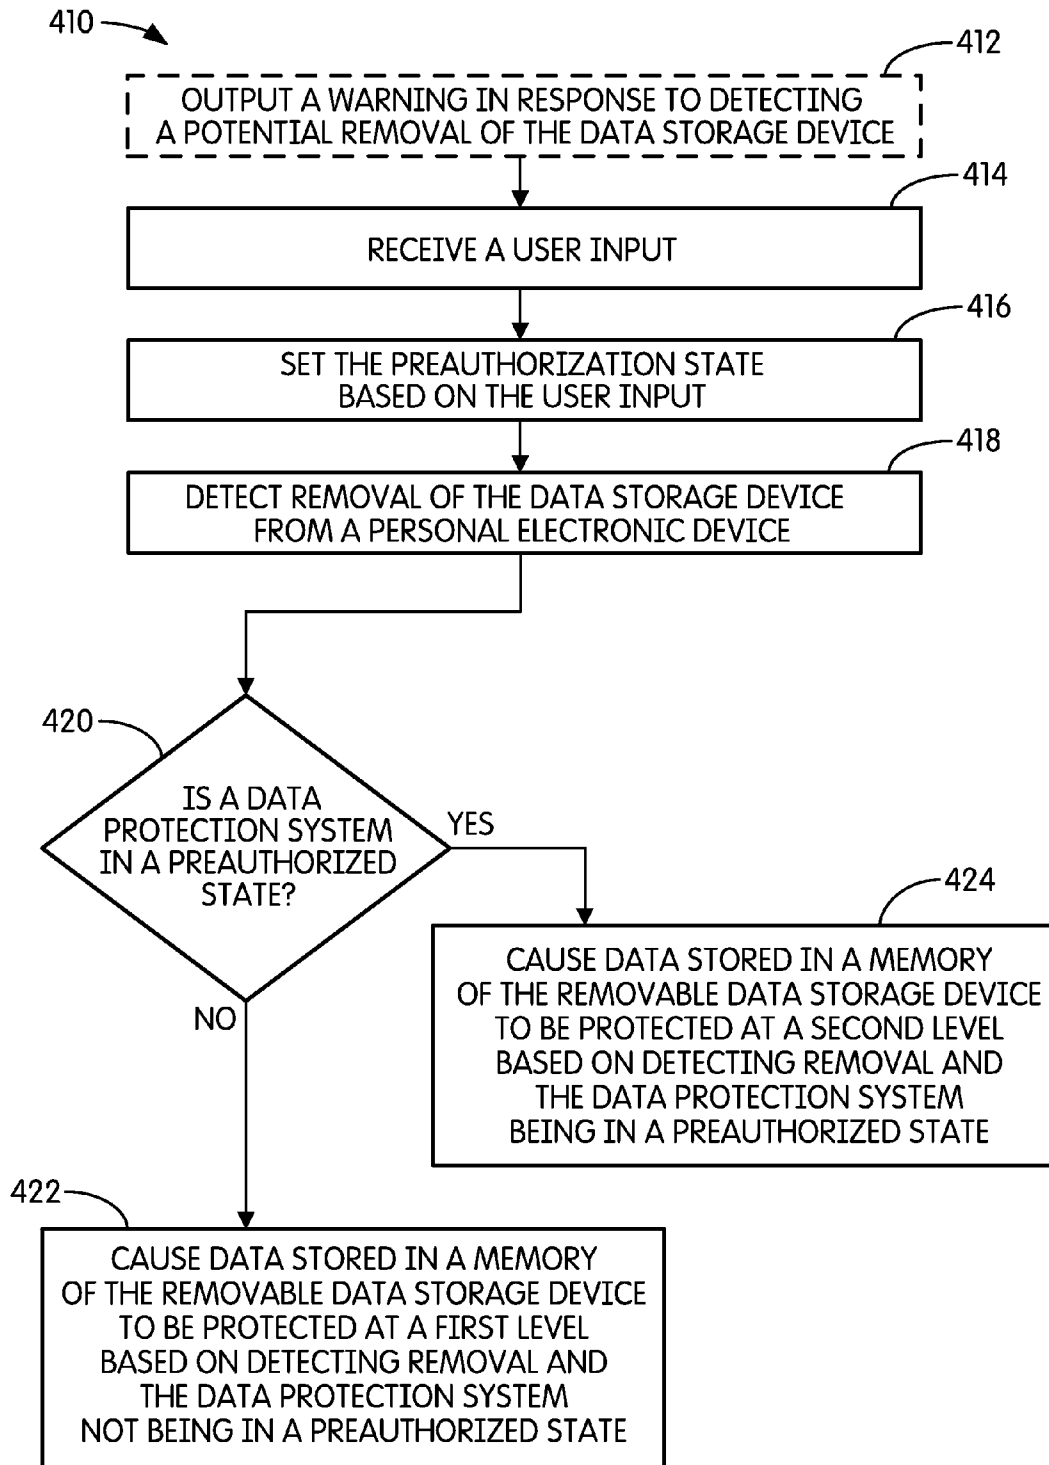 410
412
OUTPUT A WARNING IN RESPONSE TO DETECTING
A POTENTIAL REMOVAL OF THE DATA STORAGE DEVICE
414
RECEIVE A USER INPUT
416
SET THE PREAUTHORIZATION STATE
BASED ON THE USER INPUT
418
DETECT REMOVAL OF THE DATA STORAGE DEVICE
FROM A PERSONAL ELECTRONIC DEVICE
420
IS A DATA
PROTECTION SYSTEM
IN A PREAUTHORIZED
STATE?
YES
NO
424
CAUSE DATA STORED IN A MEMORY
OF THE REMOVABLE DATA STORAGE DEVICE
TO BE PROTECTED AT A SECOND LEVEL
BASED ON DETECTING REMOVAL AND
THE DATA PROTECTION SYSTEM
BEING IN A PREAUTHORIZED STATE
422
CAUSE DATA STORED IN A MEMORY
OF THE REMOVABLE DATA STORAGE DEVICE
TO BE PROTECTED AT A FIRST LEVEL
BASED ON DETECTING REMOVAL AND
THE DATA PROTECTION SYSTEM
NOT BEING IN A PREAUTHORIZED STATE